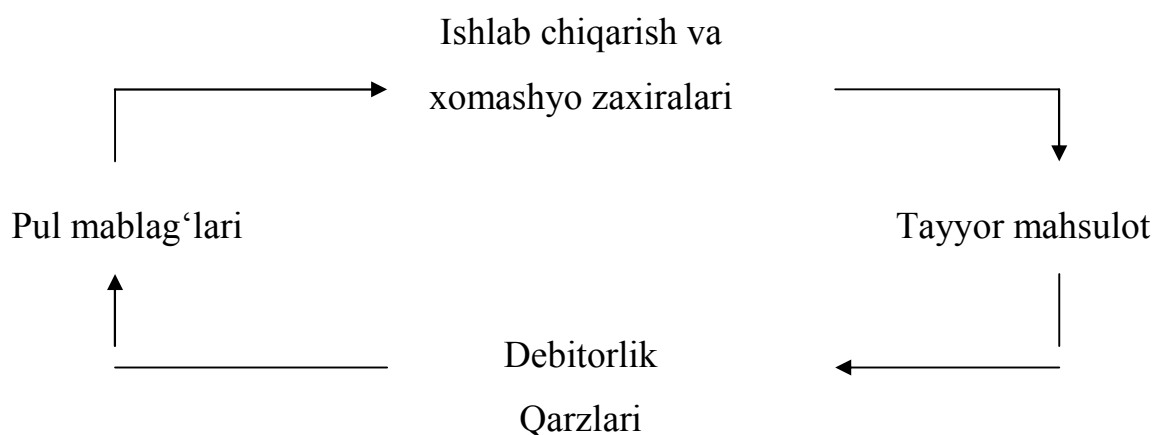 Ishlab chiqarish va
xomashyo zaxiralari
Pul mablag‘lari
Tayyor mahsulot
Debitorlik
Qarzlari